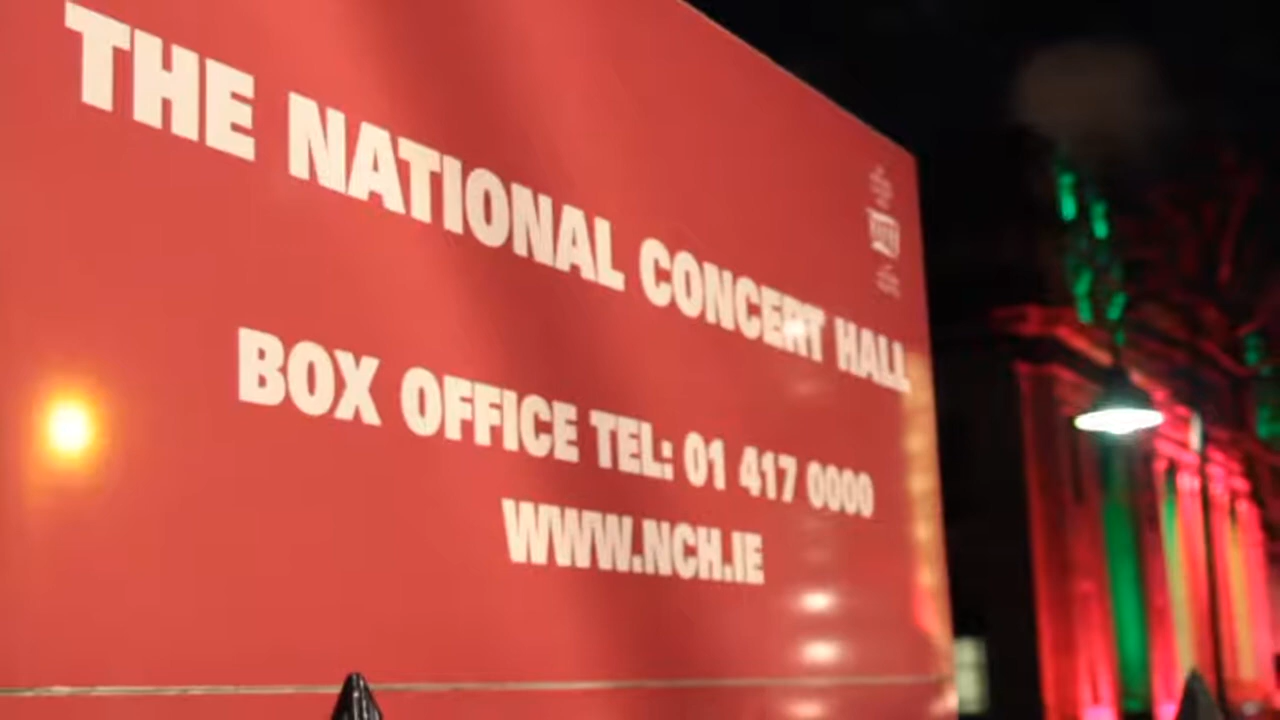 THE NATIONAL CONCERT HALL
BOX OFFICE TEL: 01 417 0000
WWW.NCH.IE